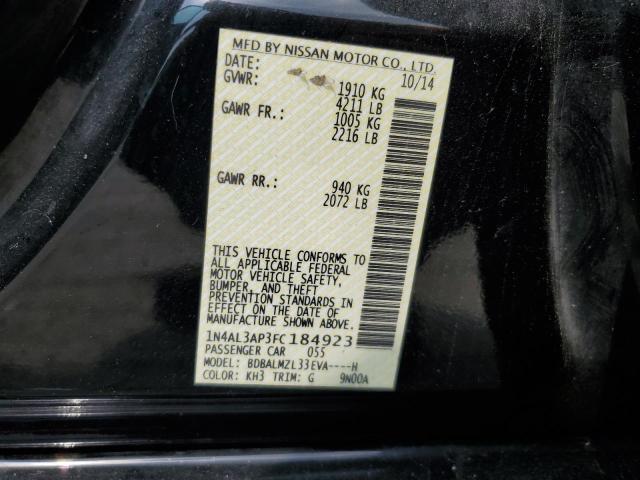 MFD BY NISSAN MOTOR CO., LTD.
DATE: 10/14
GVWR: 1910 KG
4211 LB
GAWR FR.: 1005 KG
2216 LB
GAWR RR.: 940 KG
2072 LB
THIS VEHICLE CONFORMS TO
ALL APPLICABLE FEDERAL
MOTOR VEHICLE SAFETY,
BUMPER, AND THEFT
PREVENTION STANDARDS IN
EFFECT ON THE DATE OF
MANUFACTURE SHOWN ABOVE.
1N4AL3AP3FC184923
PASSENGER CAR 055
MODEL: BDBALMZL33EVA----H
COLOR: KH3 TRIM: G 9N00A